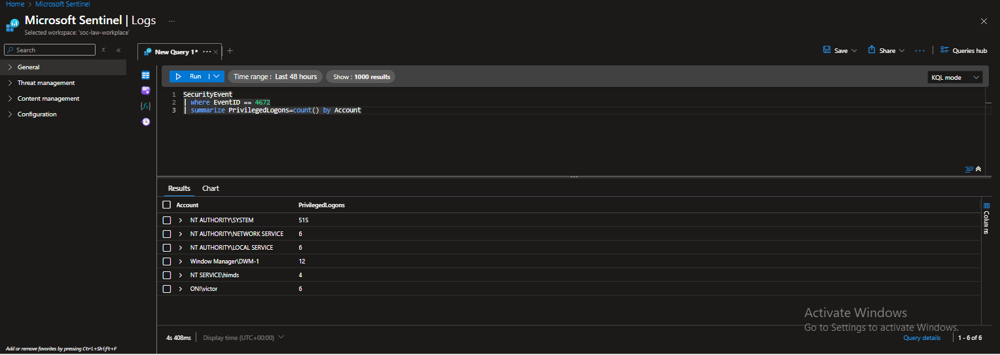 Home > Microsoft Sentinel
Microsoft Sentinel | Logs ...
Selected workspace: 'soc-law-workplace'
Search
General
Threat management
Content management
Configuration
Add or remove favorites by pressing Ctrl+Shift+F
New Query 1* ...
Save
Share
...
Queries hub
Run
Time range : Last 48 hours
Show : 1000 results
KQL mode
1 SecurityEvent
2 | where EventID == 4672
3 | summarize PrivilegedLogons=count() by Account
Results Chart
Account PrivilegedLogons
NT AUTHORITY\SYSTEM 515
NT AUTHORITY\NETWORK SERVICE 6
NT AUTHORITY\LOCAL SERVICE 6
Window Manager\DWM-1 12
NT SERVICE\himds 4
ONI\victor 6
Columns
Activate Windows
Go to Settings to activate Windows.
4s 408ms Display time (UTC+00:00)
Query details 1 - 6 of 6